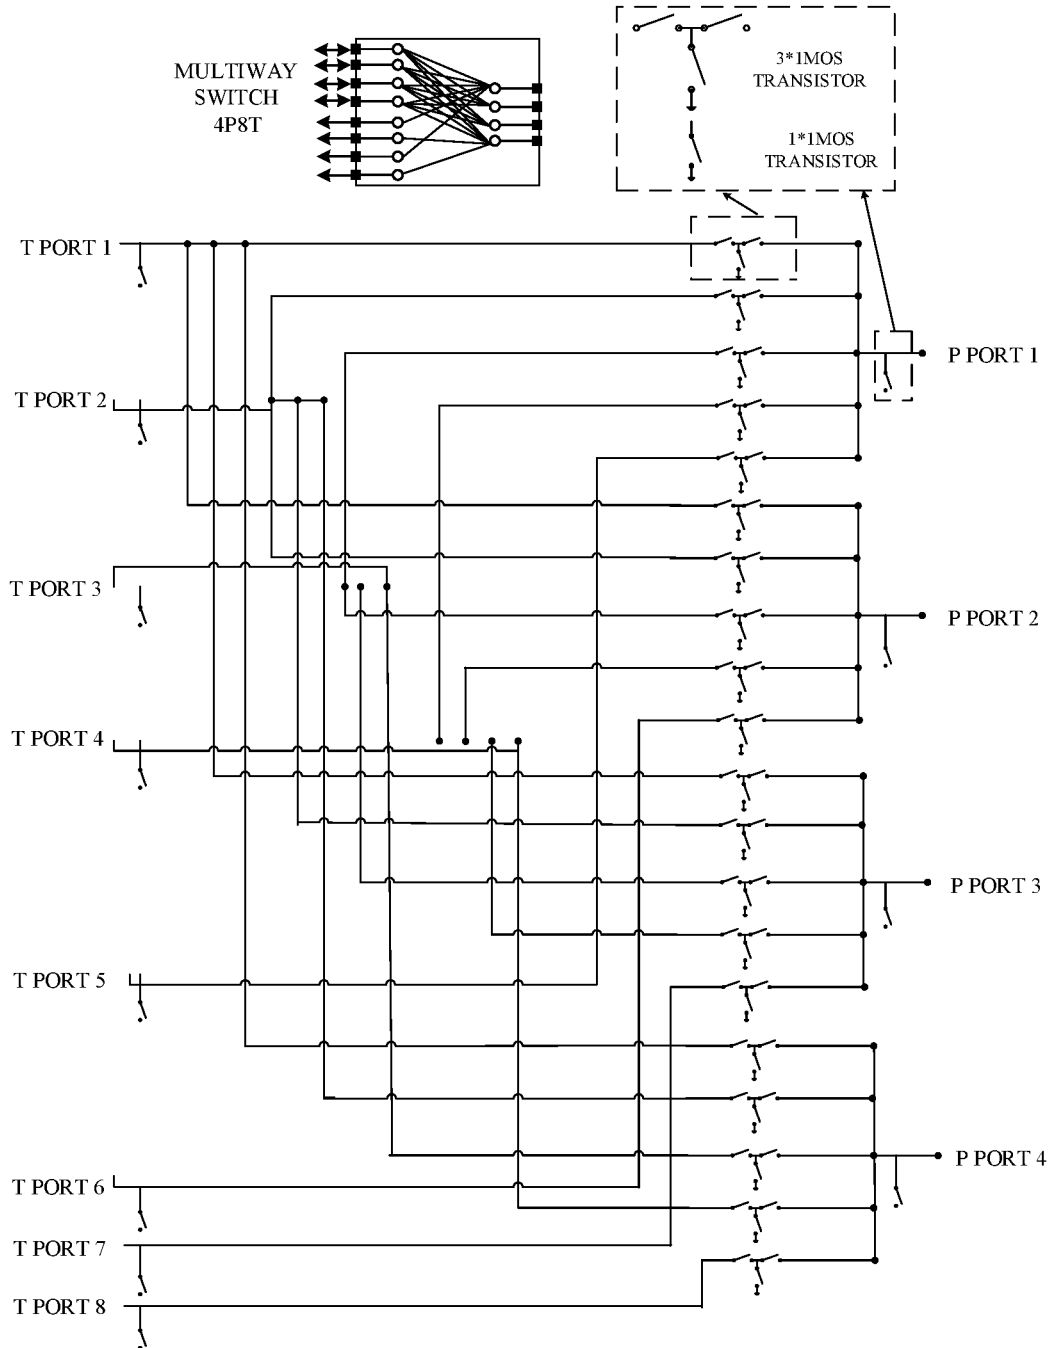 MULTIWAY
SWITCH
4P8T
3*1MOS
TRANSISTOR
1*1MOS
TRANSISTOR
T PORT 1
P PORT 1
T PORT 2
T PORT 3
P PORT 2
T PORT 4
P PORT 3
T PORT 5
P PORT 4
T PORT 6
T PORT 7
T PORT 8